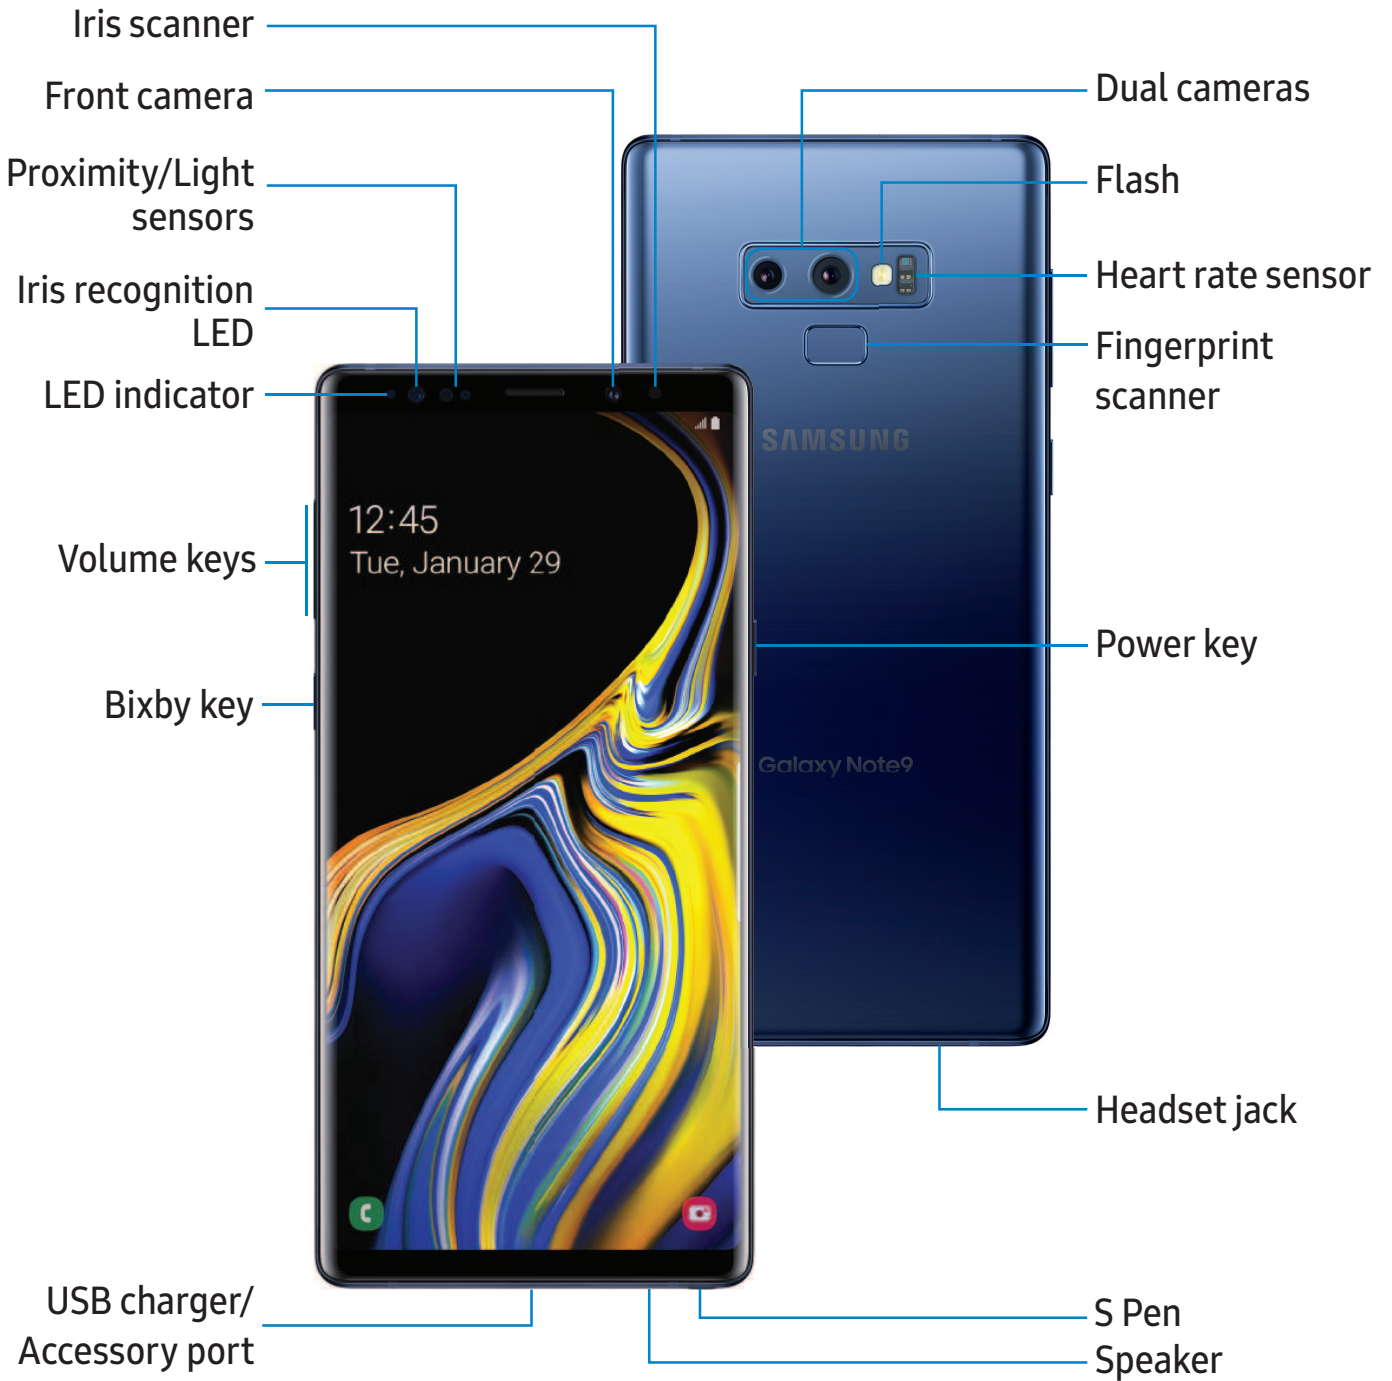 Iris scanner
Front camera
Proximity/Light
sensors
Iris recognition
LED
LED indicator
Volume keys
Bixby key
USB charger/
Accessory port
12:45
Tue, January 29
SAMSUNG
Galaxy Note9
Dual cameras
Flash
Heart rate sensor
Fingerprint
scanner
Power key
Headset jack
S Pen
Speaker